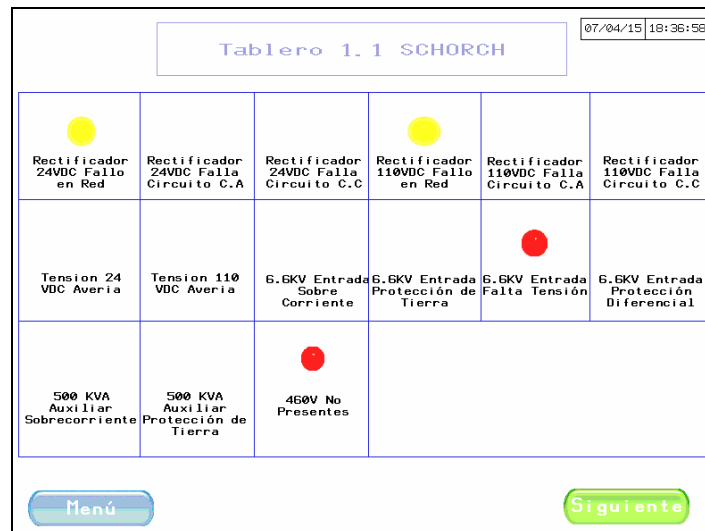 07/04/15 18:36:58
Tablero 1.1 SCHORCH
Rectificador
24VDC Fallo
en Red
Rectificador
24VDC Falla
Circuito C.A
Rectificador
24VDC Falla
Circuito C.C
Rectificador
110VDC Fallo
en Red
Rectificador
110VDC Falla
Circuito C.A
Rectificador
110VDC Falla
Circuito C.C
Tension 24
VDC Averia
Tension 110
VDC Averia
6.6KV Entrada
Sobre
Corriente
6.6KV Entrada
Protección de
Tierra
6.6KV Entrada
Falta Tensión
6.6KV Entrada
Protección
Diferencial
500 KVA
Auxiliar
Sobrecorriente
500 KVA
Auxiliar
Protección de
Tierra
460V No
Presentes
Menú
Siguiente